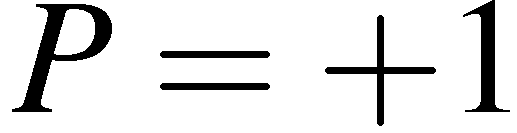 P = +1